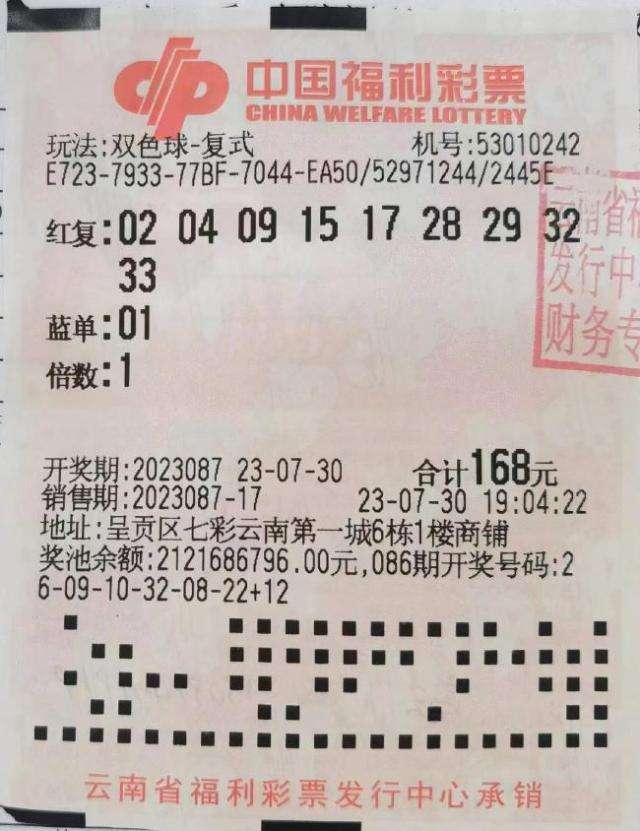 中国福利彩票
CHINA WELFARE LOTTERY
玩法:双色球-复式 机号:53010242
E723-7933-77BF-7044-EA50/52971244/2445E
红复:02 04 09 15 17 28 29 32
33
蓝单:01
倍数:1
云南省福
发行中
财务专
开奖期:2023087 23-07-30 合计168元
销售期:2023087-17 23-07-30 19:04:22
地址:呈贡区七彩云南第一城6栋1楼商铺
奖池余额:2121686796.00元,086期开奖号码:2
6-09-10-32-08-22+12
云南省福利彩票发行中心承销